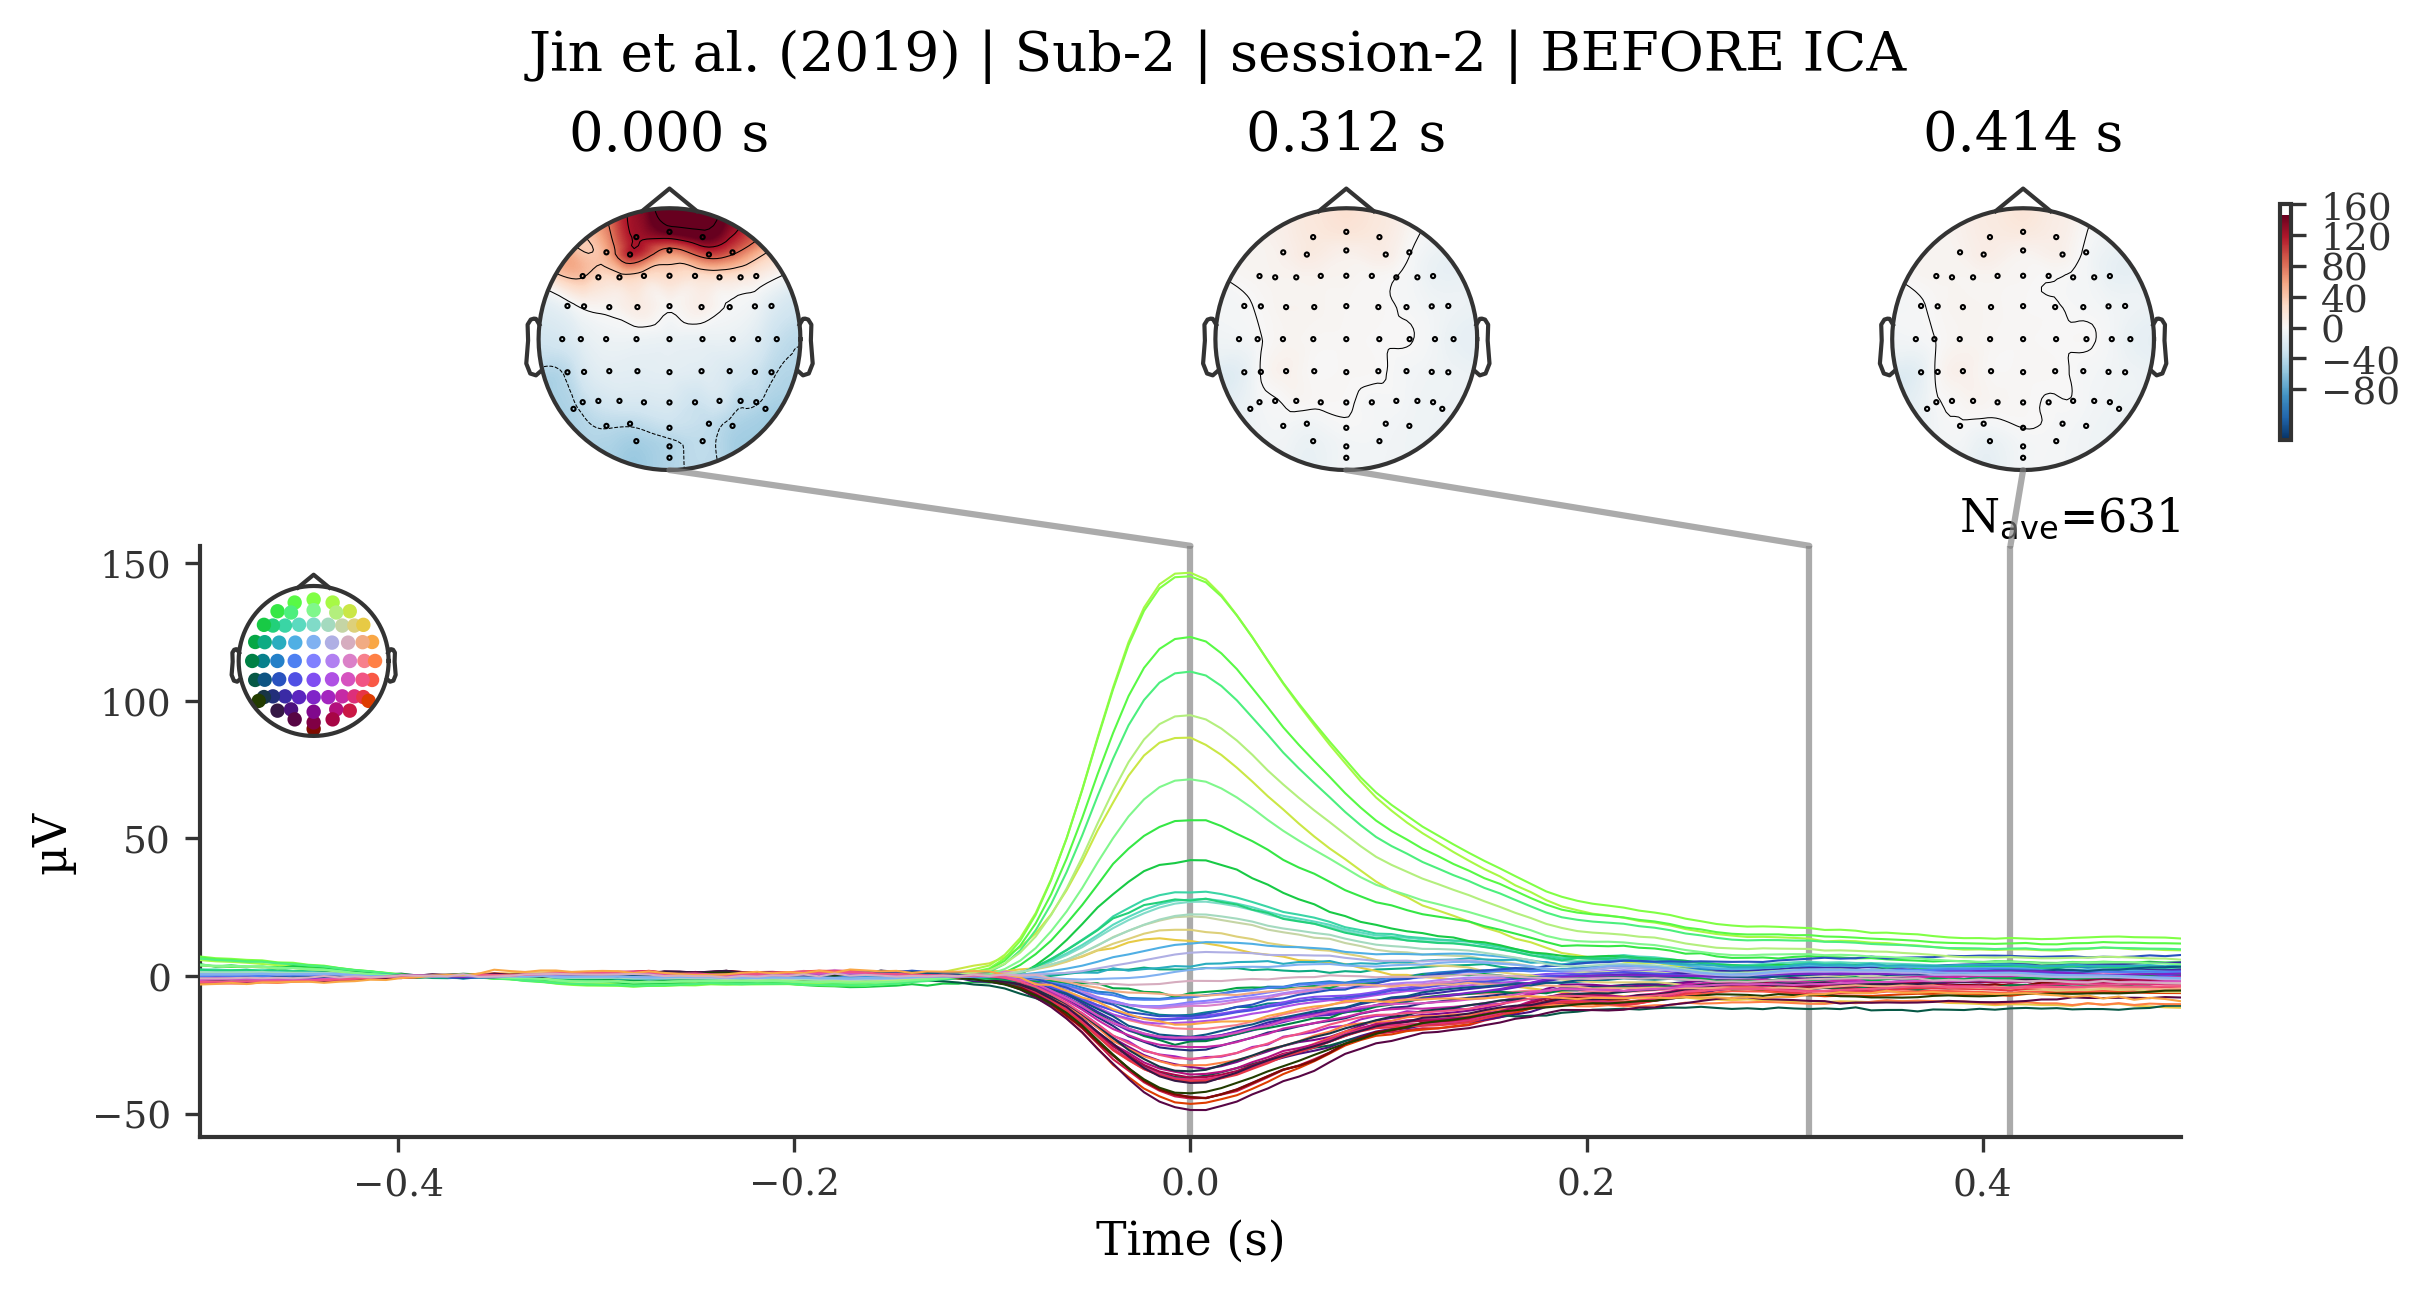 Jin et al. (2019) | Sub-2 | session-2 | BEFORE ICA
0.000 s
0.312 s
0.414 s
160
120
80
40
0
−40
−80
Nave=631
150
100
50
0
−50
µV
−0.4
−0.2
0.0
0.2
0.4
Time (s)